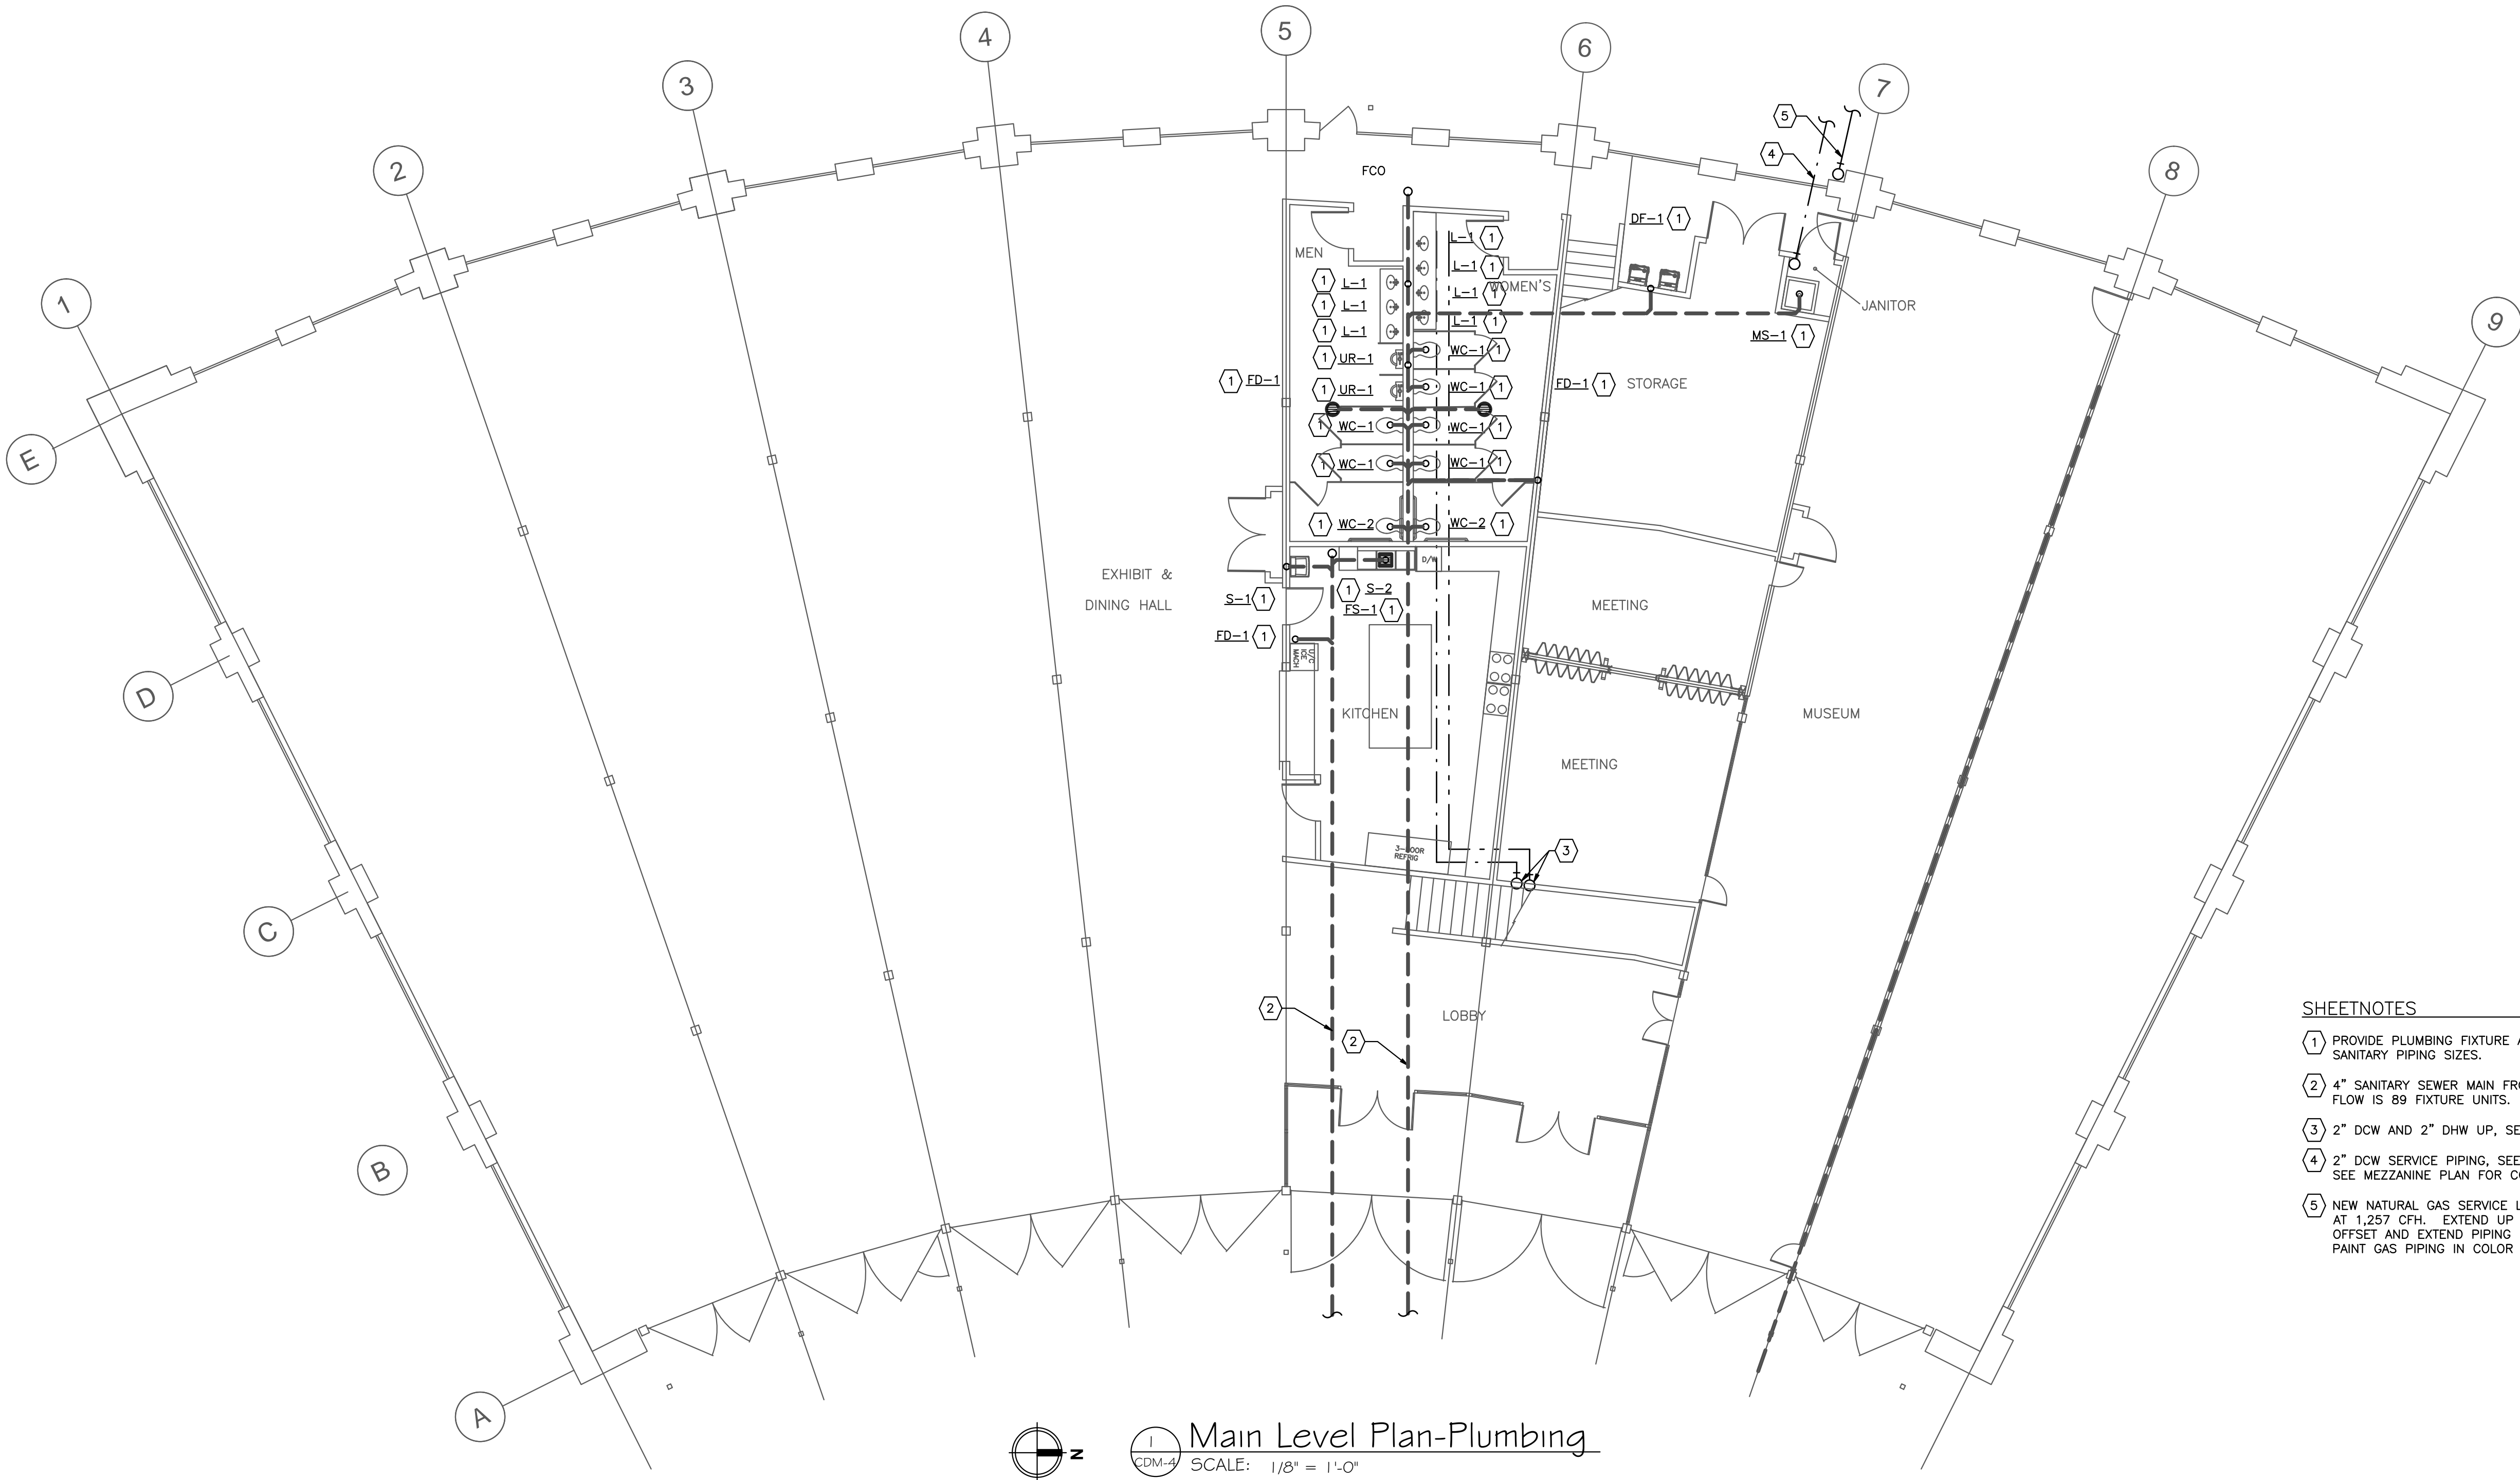 5
4
6
3
7
2
8
1
9
E
D
C
B
A
5
4
FCO
DF-1 1
MEN
L-1 1
L-1 1
WOMEN'S
L-1 1
L-1 1
1 L-1
1 L-1
1 L-1
JANITOR
MS-1 1
1 UR-1
WC-1 1
1 FD-1
1 UR-1
WC-1 1
FD-1 1
STORAGE
1 WC-1
WC-1 1
1 WC-1
WC-1 1
1 WC-2
WC-2 1
D/W
EXHIBIT &
DINING HALL
S-1 1
1 S-2
FS-1 1
FD-1 1
U/C
ICE
MACH
MEETING
KITCHEN
MUSEUM
MEETING
3-DOOR
REFRIG
3
2
2
LOBBY
SHEETNOTES
1 PROVIDE PLUMBING FIXTURE
SANITARY PIPING SIZES.
2 4" SANITARY SEWER MAIN
FLOW IS 89 FIXTURE UNITS.
3 2" DCW AND 2" DHW UP,
4 2" DCW SERVICE PIPING, SEE
SEE MEZZANINE PLAN FOR
5 NEW NATURAL GAS SERVICE
AT 1,257 CFH. EXTEND UP
OFFSET AND EXTEND PIPING
PAINT GAS PIPING IN COLOR
N
1
CDM-4
Main Level Plan-Plumbing
SCALE: 1/8" = 1'-0"